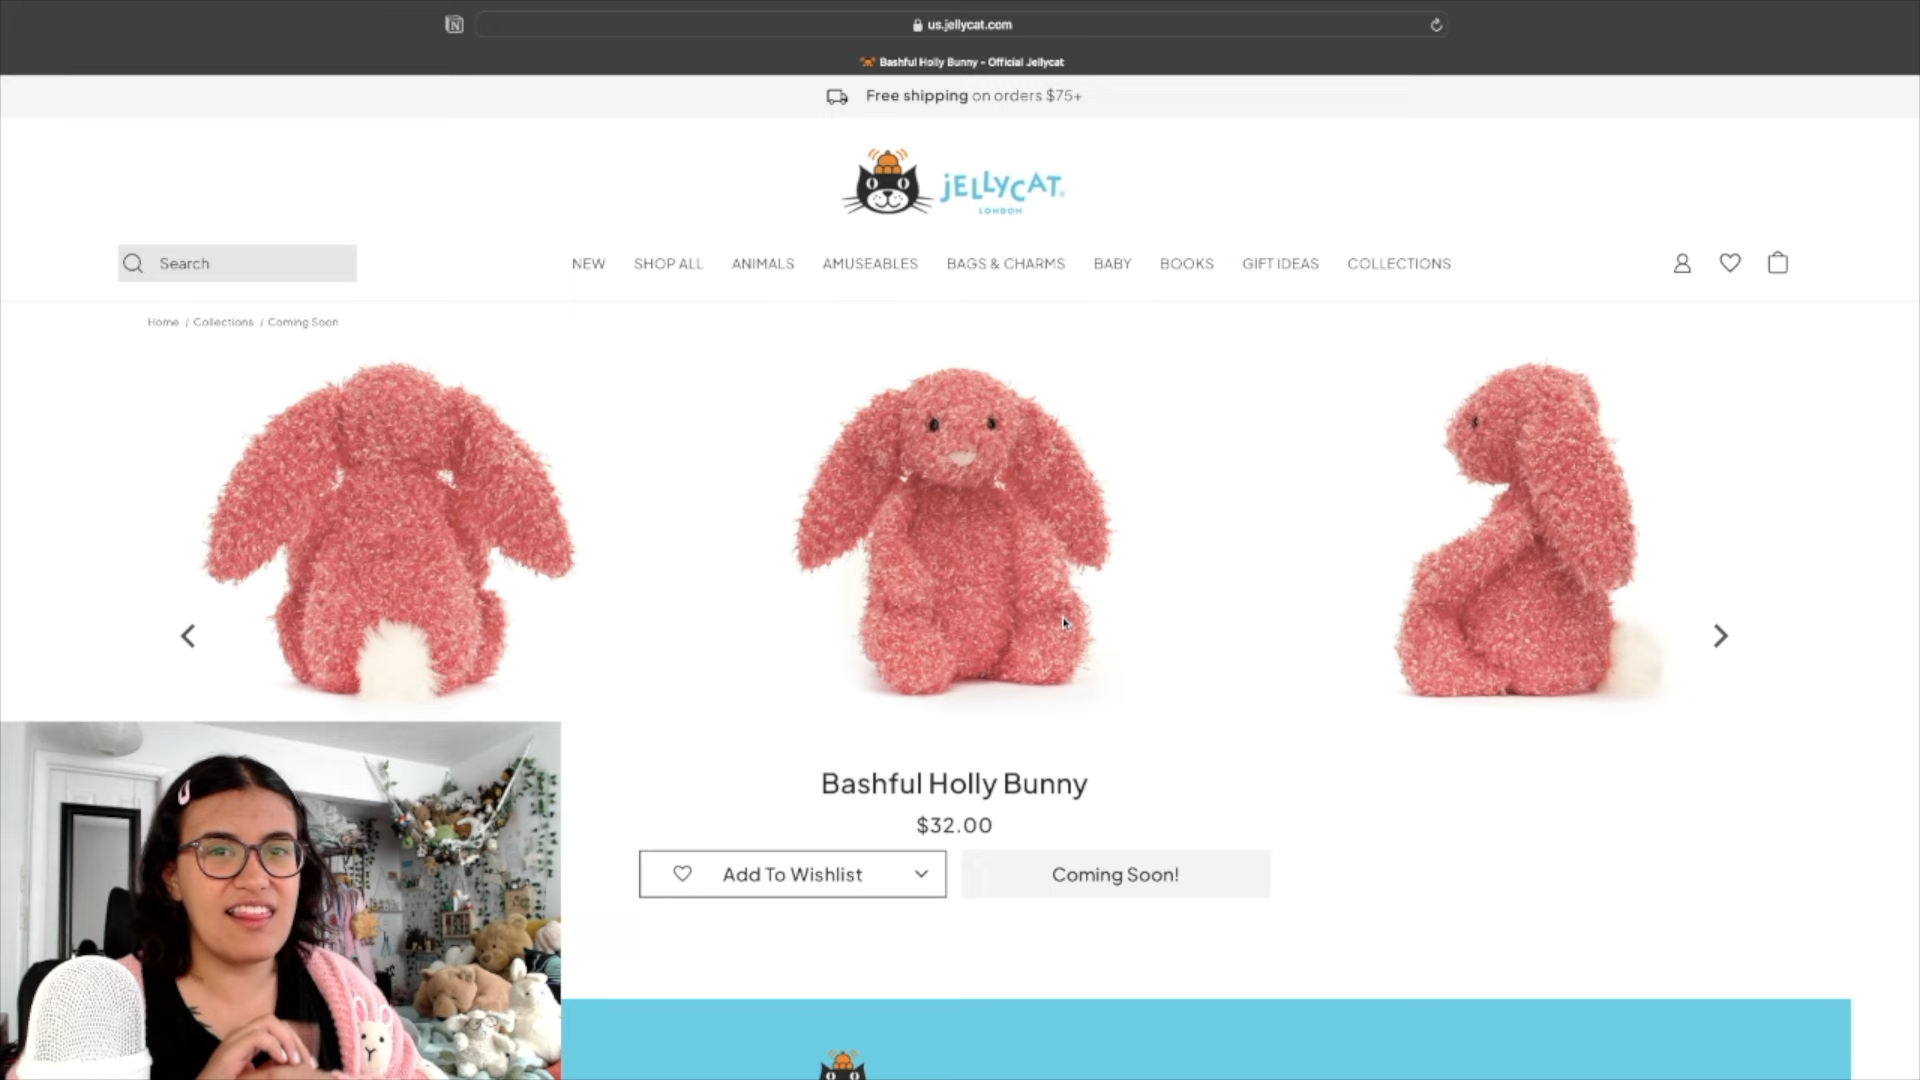 us.jellycat.com
Bashful Holly Bunny - Official Jellycat
Free shipping on orders $75+
jELLYCAT
LONDON
Search
NEW
SHOP ALL
ANIMALS
AMUSEABLES
BAGS & CHARMS
BABY
BOOKS
GIFT IDEAS
COLLECTIONS
Home / Collections / Coming Soon
Bashful Holly Bunny
$32.00
Add To Wishlist
Coming Soon!